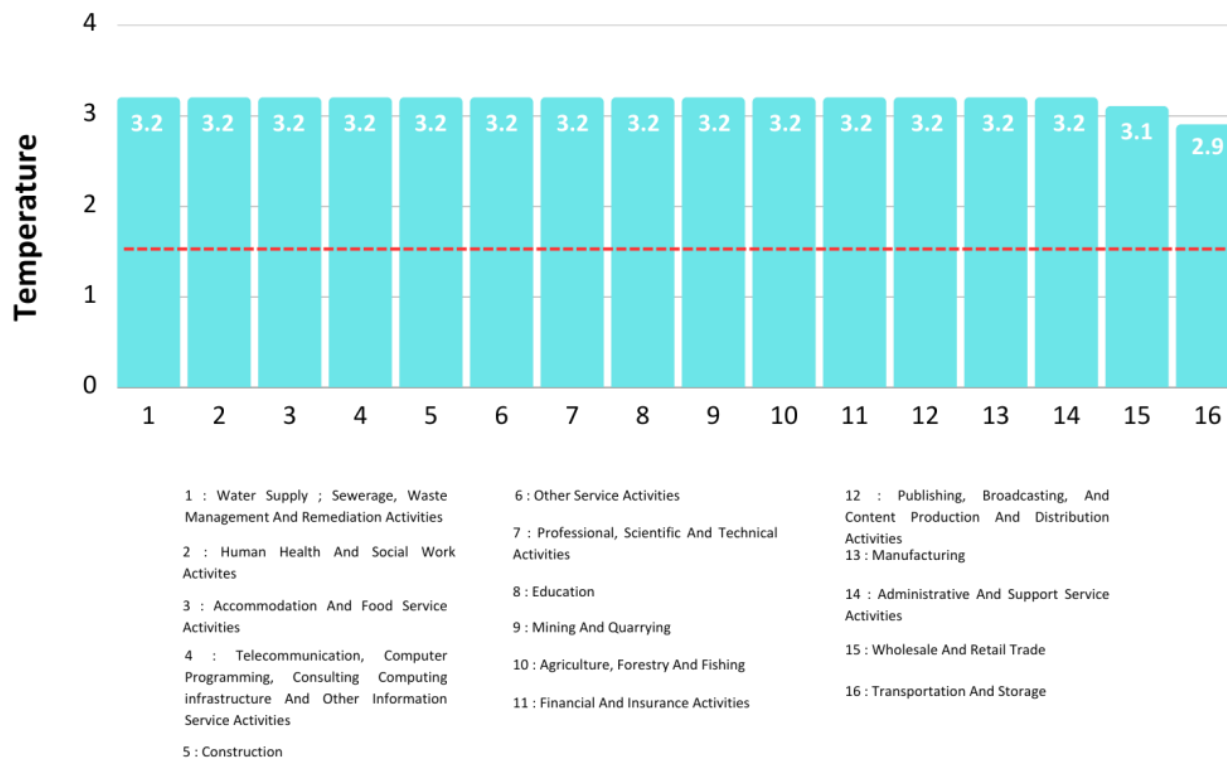 Temperature
4
3
2
1
0
3.2 3.2 3.2 3.2 3.2 3.2 3.2 3.2 3.2 3.2 3.2 3.2 3.2 3.2 3.1 2.9
1 2 3 4 5 6 7 8 9 10 11 12 13 14 15 16
1 : Water Supply ; Sewerage, Waste
Management And Remediation Activities
2 : Human Health And Social Work
Activites
3 : Accommodation And Food Service
Activities
4 : Telecommunication, Computer
Programming, Consulting Computing
infrastructure And Other Information
Service Activities
5 : Construction
6 : Other Service Activities
7 : Professional, Scientific And Technical
Activities
8 : Education
9 : Mining And Quarrying
10 : Agriculture, Forestry And Fishing
11 : Financial And Insurance Activities
12 : Publishing, Broadcasting, And
Content Production And Distribution
Activities
13 : Manufacturing
14 : Administrative And Support Service
Activities
15 : Wholesale And Retail Trade
16 : Transportation And Storage